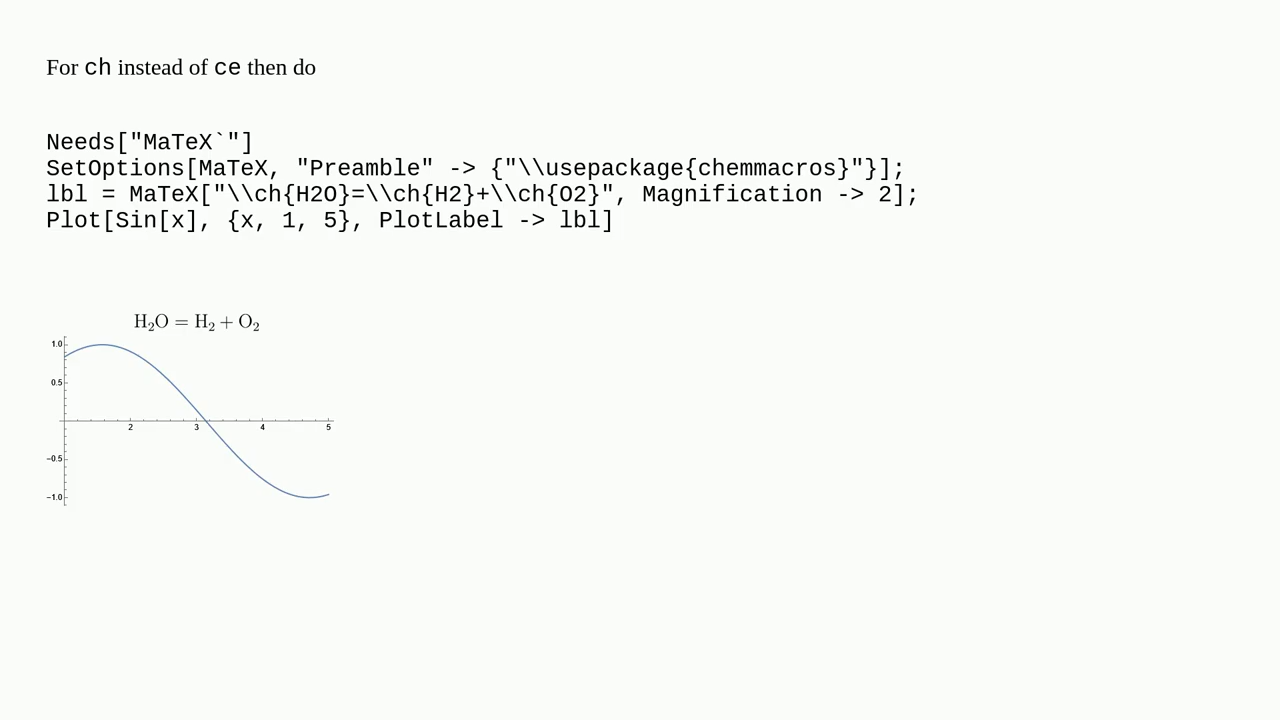 For ch instead of ce then do
Needs["MaTeX`"]
SetOptions[MaTeX, "Preamble" -> {"\\usepackage{chemmacros}"}];
lbl = MaTeX["\\ch{H2O}=\\ch{H2}+\\ch{O2}", Magnification -> 2];
Plot[Sin[x], {x, 1, 5}, PlotLabel -> lbl]
H₂O = H₂ + O₂
1.0
0.5
2 3 4 5
−0.5
−1.0